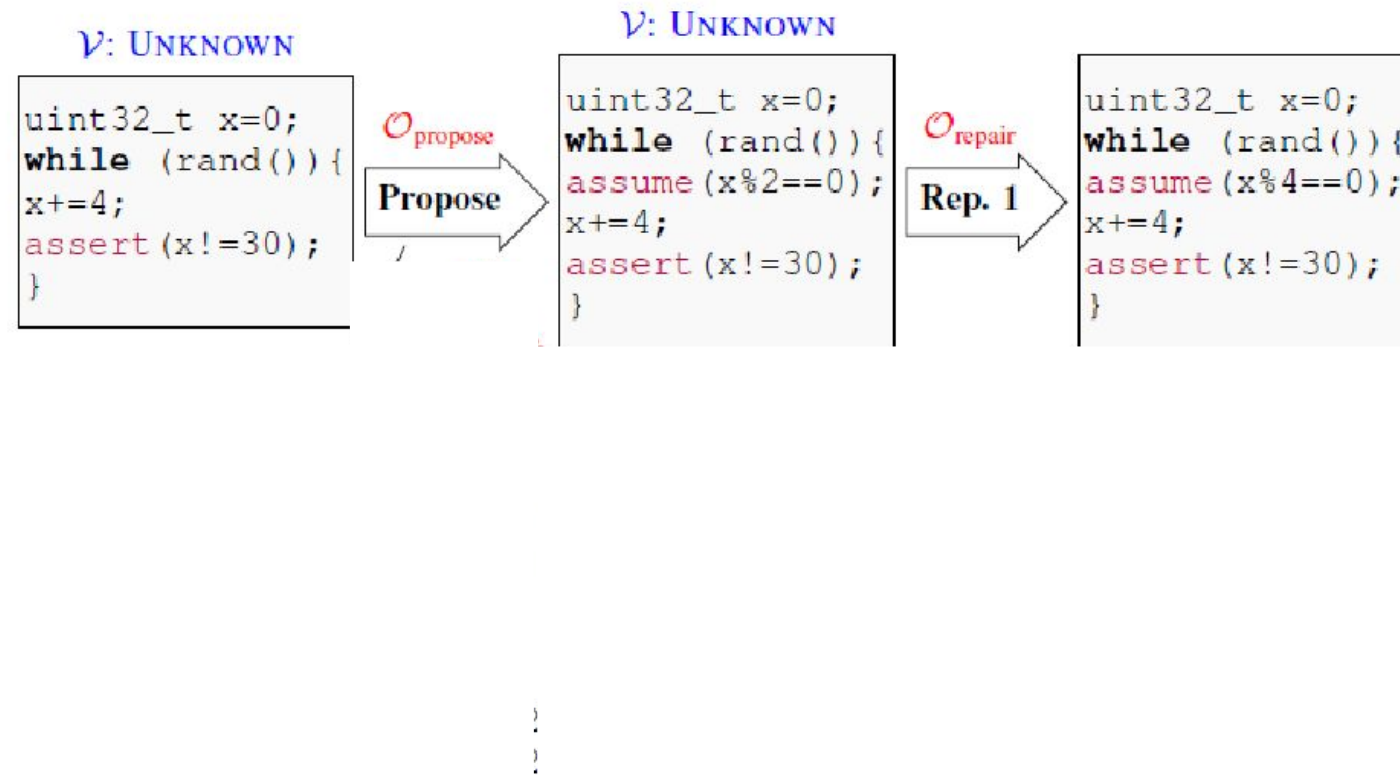 𝒱: UNKNOWN
uint32_t x=0;
while (rand()){
x+=4;
assert(x!=30);
}
𝒪propose
Propose
𝒱: UNKNOWN
uint32_t x=0;
while (rand()){
assume(x%2==0);
x+=4;
assert(x!=30);
}
𝒪repair
Rep. 1
uint32_t x=0;
while (rand()){
assume(x%4==0);
x+=4;
assert(x!=30);
}